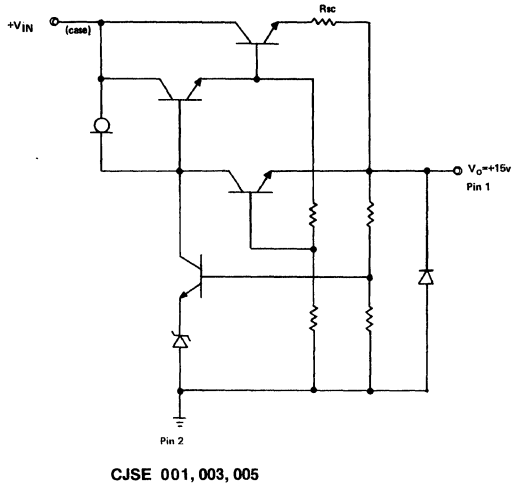 Rsc
+VIN
(case)
Vo=+15v
Pin 1
Pin 2
CJSE 001, 003, 005